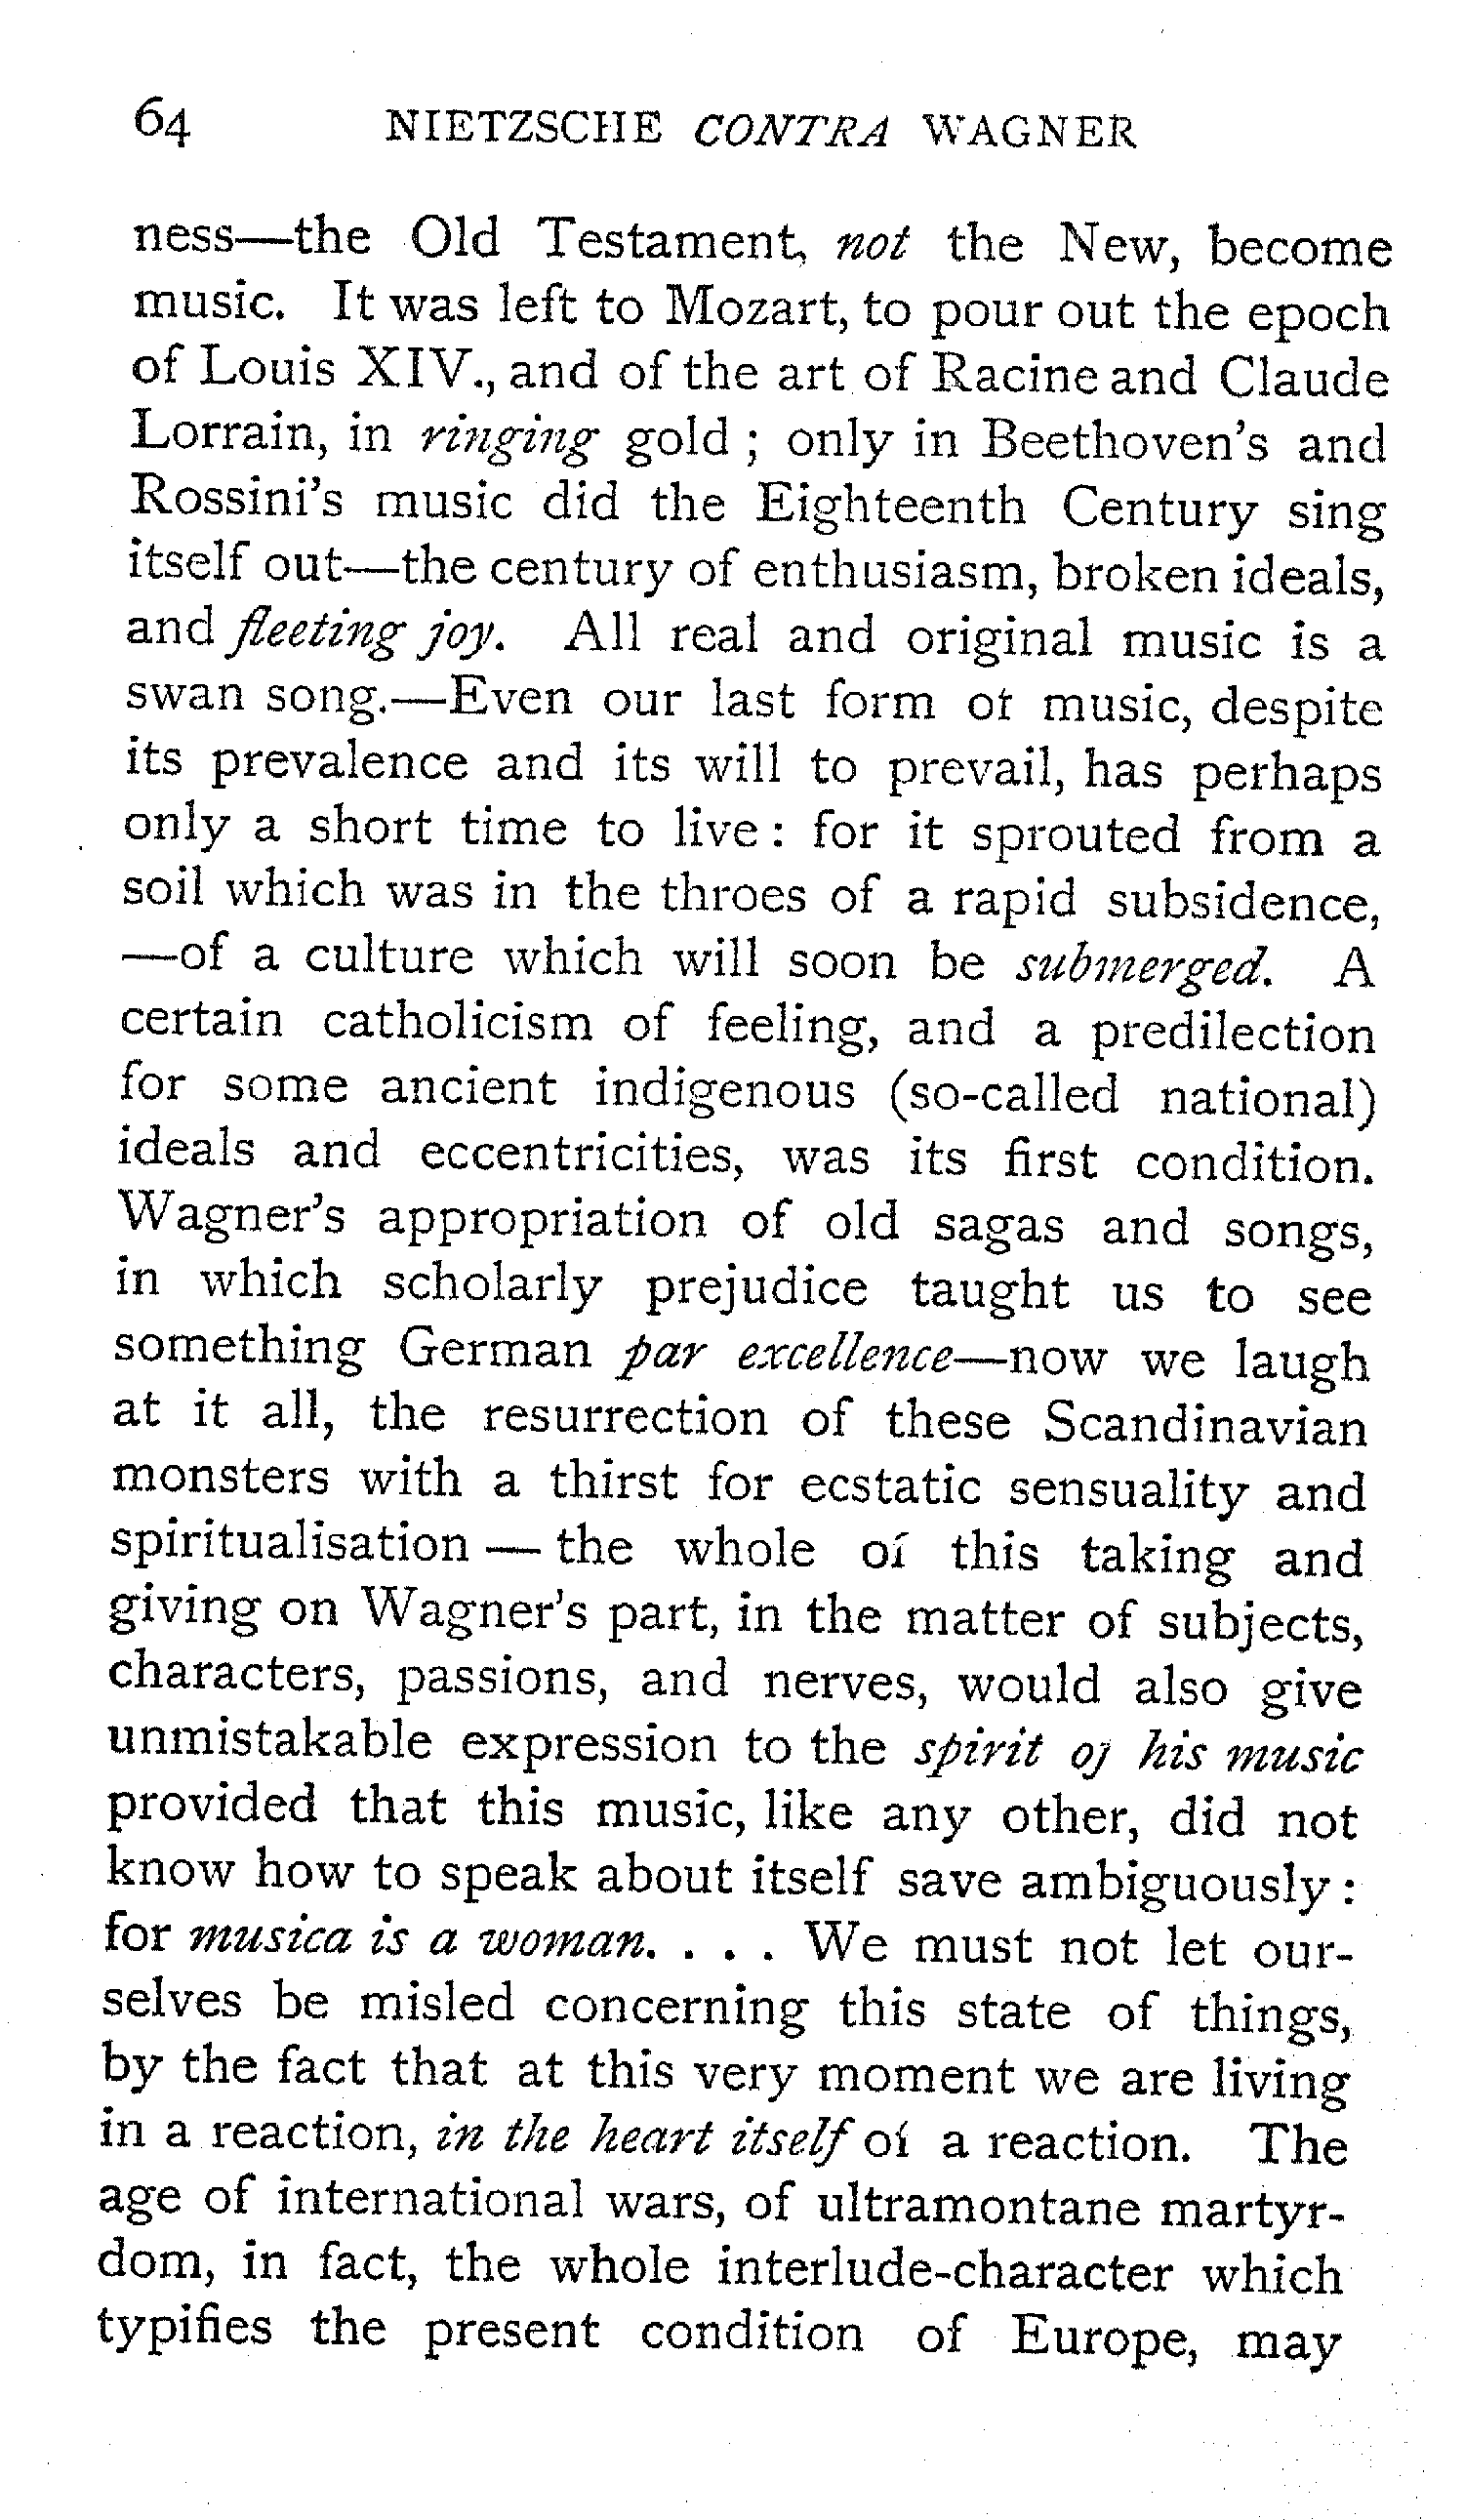 64 NIETZSCHE CONTRA WAGNER
ness—the Old Testament, not the New, become
music. It was left to Mozart, to pour out the epoch
of Louis XIV., and of the art of Racine and Claude
Lorrain, in ringing gold ; only in Beethoven's and
Rossini's music did the Eighteenth Century sing
itself out—the century of enthusiasm, broken ideals,
and fleeting joy. All real and original music is a
swan song.—Even our last form of music, despite
its prevalence and its will to prevail, has perhaps
only a short time to live : for it sprouted from a
soil which was in the throes of a rapid subsidence,
—of a culture which will soon be submerged. A
certain catholicism of feeling, and a predilection
for some ancient indigenous (so-called national)
ideals and eccentricities, was its first condition.
Wagner's appropriation of old sagas and songs,
in which scholarly prejudice taught us to see
something German par excellence—now we laugh
at it all, the resurrection of these Scandinavian
monsters with a thirst for ecstatic sensuality and
spiritualisation — the whole of this taking and
giving on Wagner's part, in the matter of subjects,
characters, passions, and nerves, would also give
unmistakable expression to the spirit of his music
provided that this music, like any other, did not
know how to speak about itself save ambiguously :
for musica is a woman. . . . We must not let our-
selves be misled concerning this state of things,
by the fact that at this very moment we are living
in a reaction, in the heart itself of a reaction. The
age of international wars, of ultramontane martyr-
dom, in fact, the whole interlude-character which
typifies the present condition of Europe, may